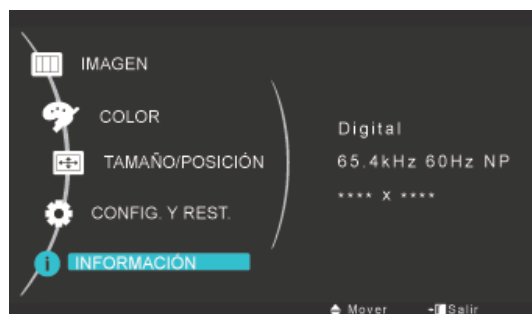 IMAGEN
COLOR
TAMAÑO/POSICIÓN
CONFIG. Y REST.
INFORMACIÓN
Digital
65.4kHz 60Hz NP
**** X ****
Mover
Salir